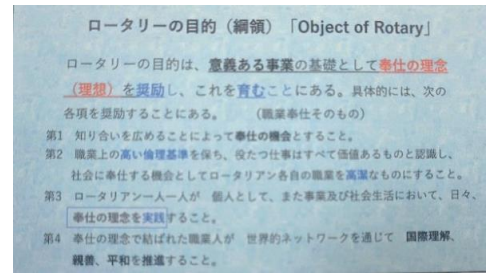 ロータリーの目的（綱領）「Object of Rotary」
ロータリーの目的は、意義ある事業の基礎として奉仕の理念
（理想）を奨励し、これを育むことにある。具体的には、次の
各項を奨励することにある。　（職業奉仕そのもの）
第1　知り合いを広めることによって奉仕の機会とすること。
第2　職業上の高い倫理基準を保ち、役たつ仕事はすべて価値あるものと認識し、
社会に奉仕する機会としてロータリアン各自の職業を高潔なものにすること。
第3　ロータリアン一人一人が　個人として、また事業及び社会生活において、日々、
奉仕の理念を実践すること。
第4　奉仕の理念で結ばれた職業人が　世界的ネットワークを通じて　国際理解、
親善、平和を推進すること。